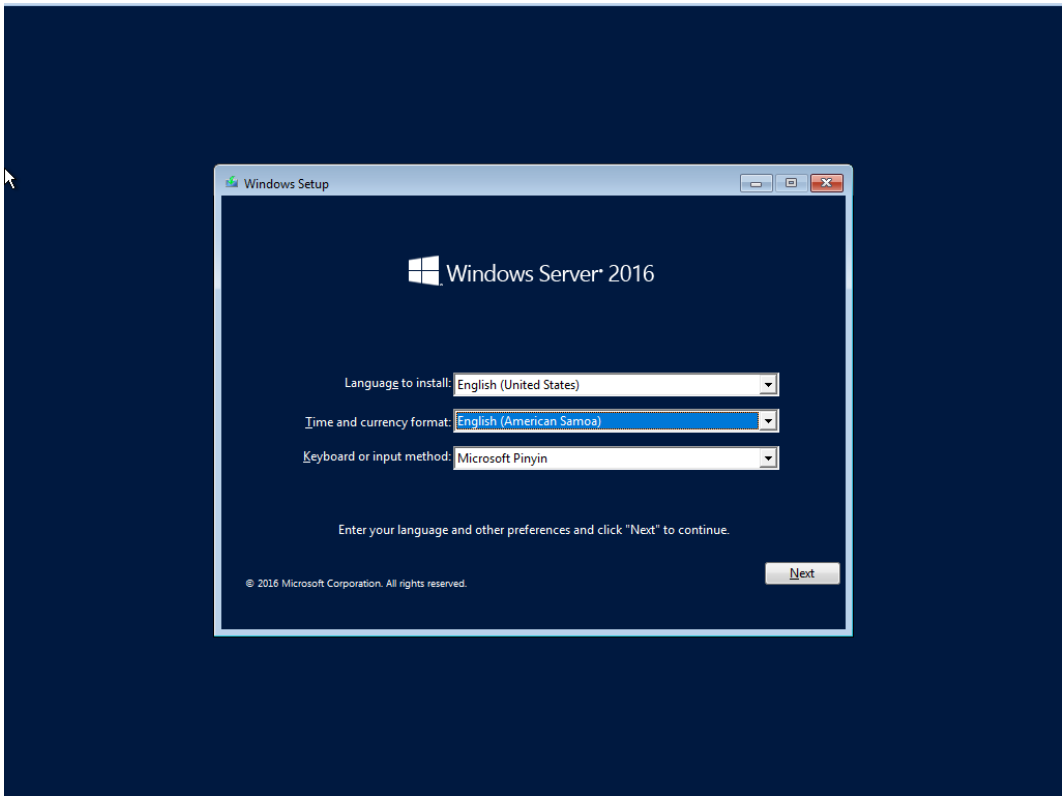 Windows Setup
Windows Server® 2016
Language to install: English (United States)
Time and currency format: English (American Samoa)
Keyboard or input method: Microsoft Pinyin
Enter your language and other preferences and click "Next" to continue.
Next
© 2016 Microsoft Corporation. All rights reserved.